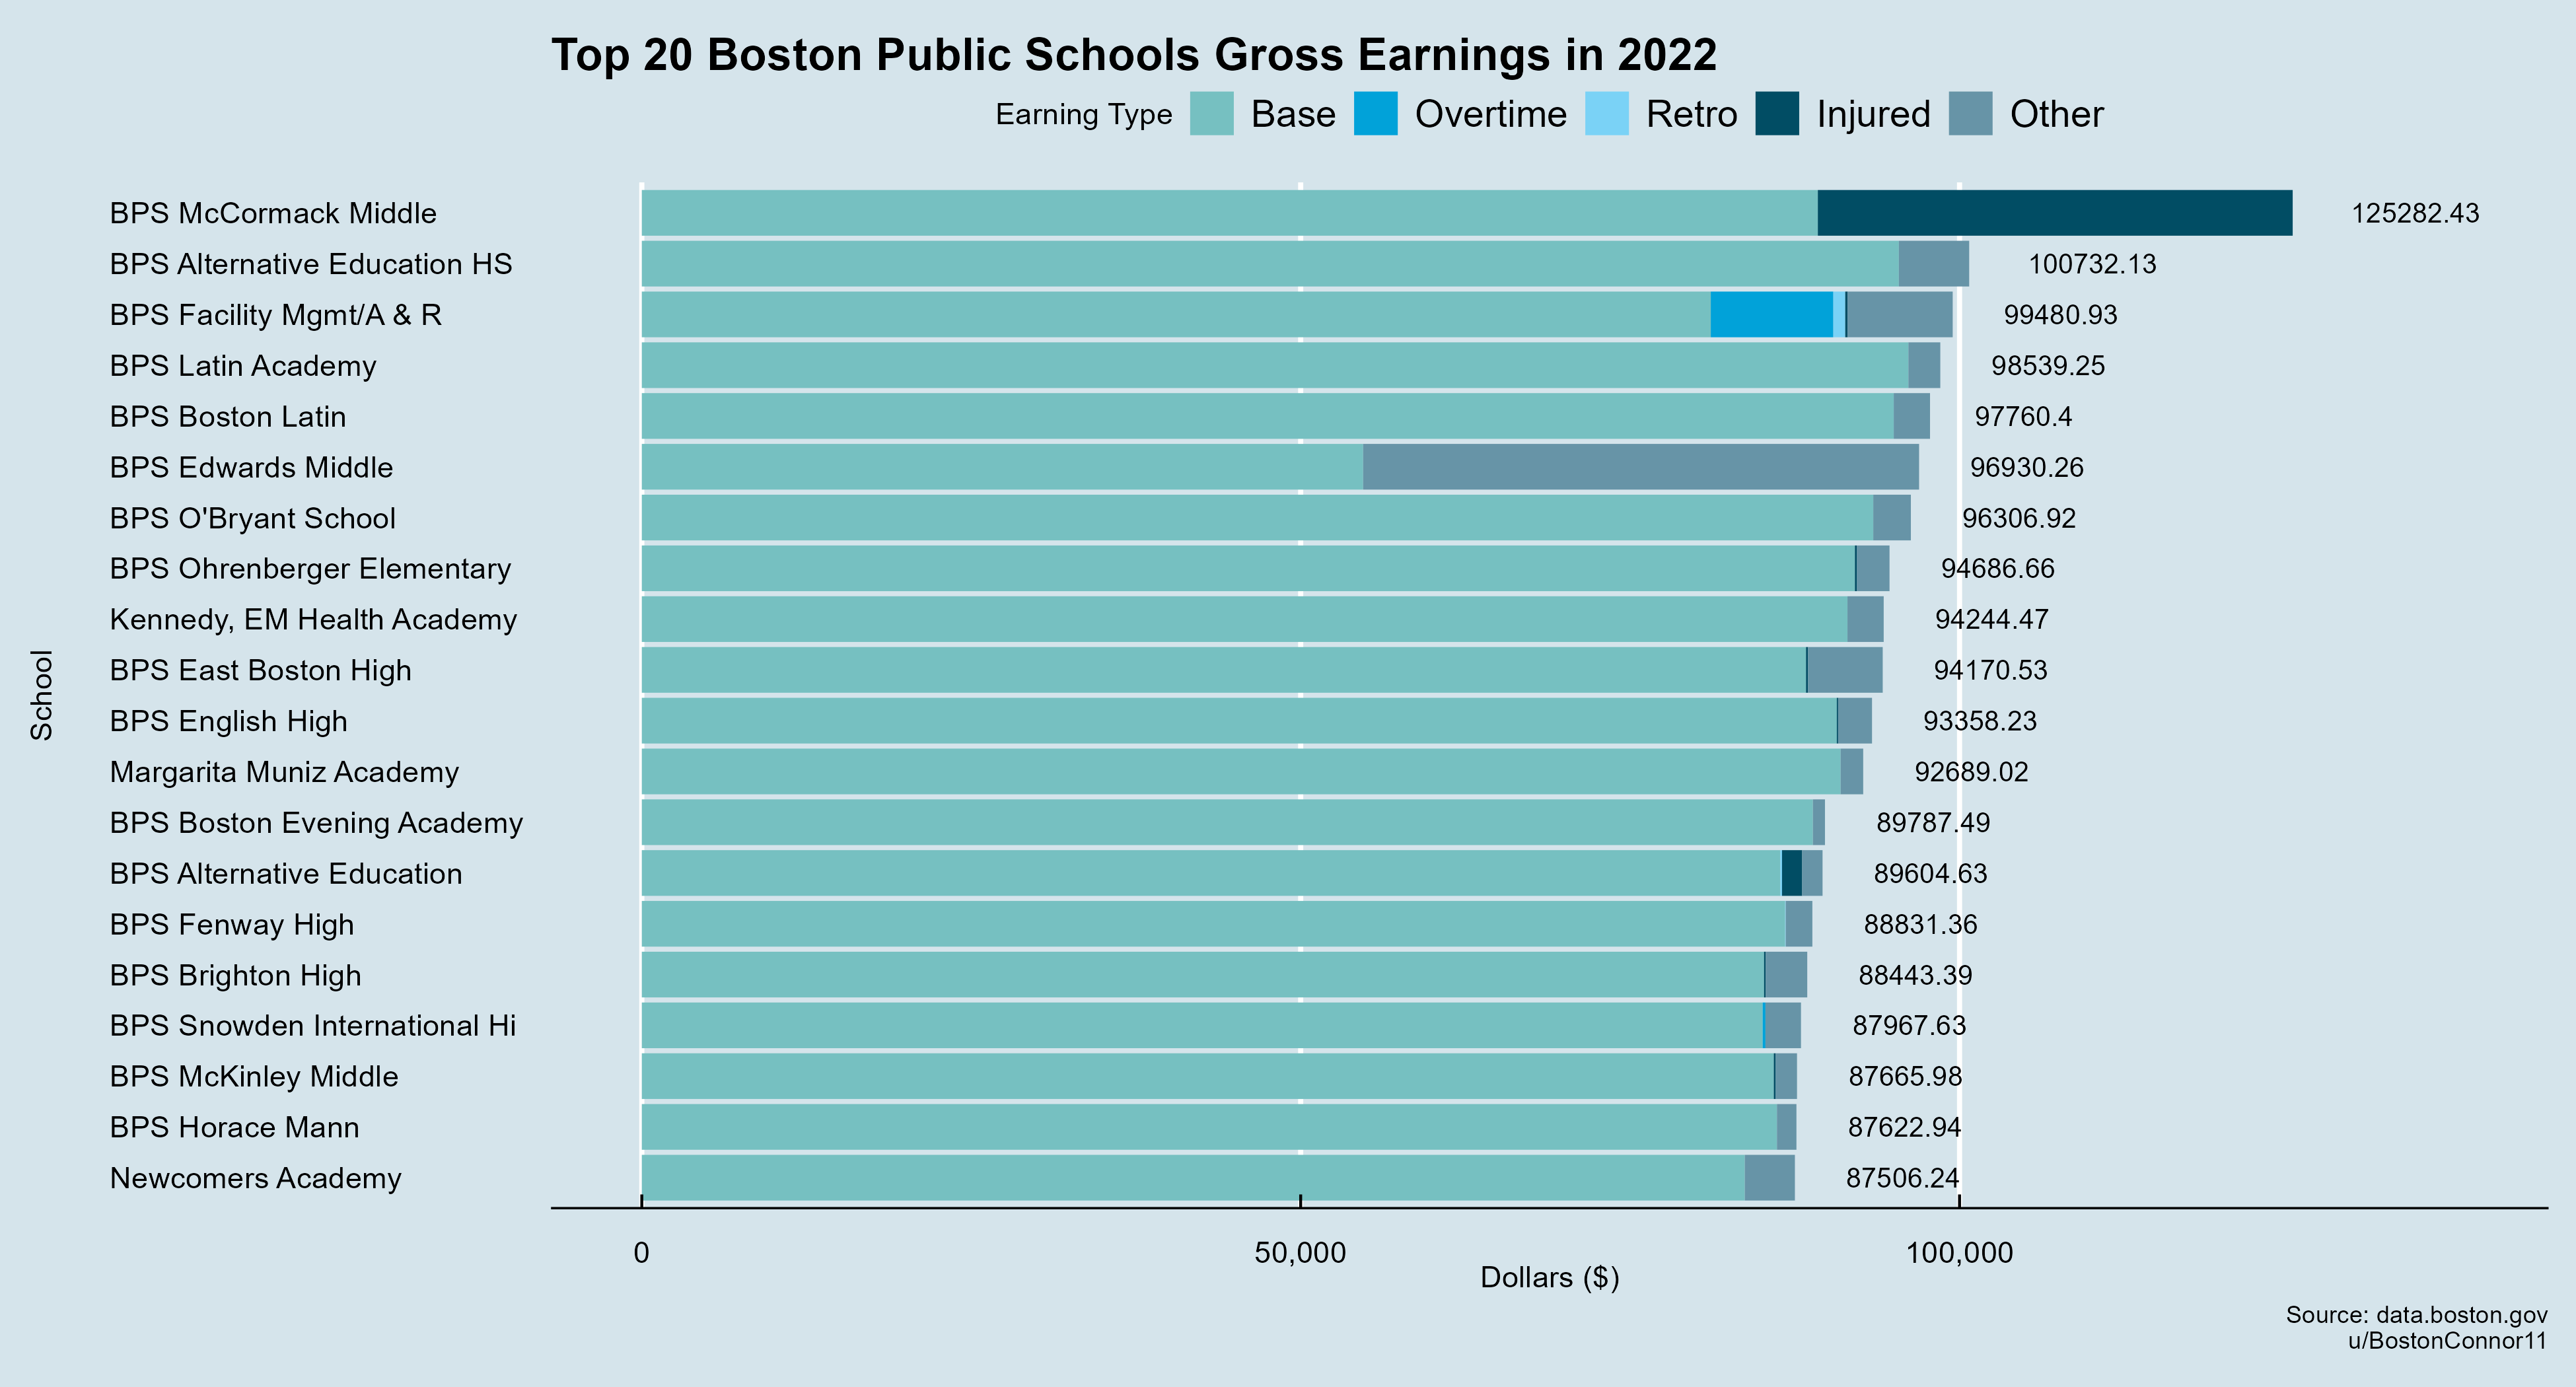 Top 20 Boston Public Schools Gross Earnings in 2022
Earning Type Base Overtime Retro Injured Other
School
BPS McCormack Middle 125282.43
BPS Alternative Education HS 100732.13
BPS Facility Mgmt/A & R 99480.93
BPS Latin Academy 98539.25
BPS Boston Latin 97760.4
BPS Edwards Middle 96930.26
BPS O'Bryant School 96306.92
BPS Ohrenberger Elementary 94686.66
Kennedy, EM Health Academy 94244.47
BPS East Boston High 94170.53
BPS English High 93358.23
Margarita Muniz Academy 92689.02
BPS Boston Evening Academy 89787.49
BPS Alternative Education 89604.63
BPS Fenway High 88831.36
BPS Brighton High 88443.39
BPS Snowden International Hi 87967.63
BPS McKinley Middle 87665.98
BPS Horace Mann 87622.94
Newcomers Academy 87506.24
0 50,000 100,000
Dollars ($)
Source: data.boston.gov
u/BostonConnor11